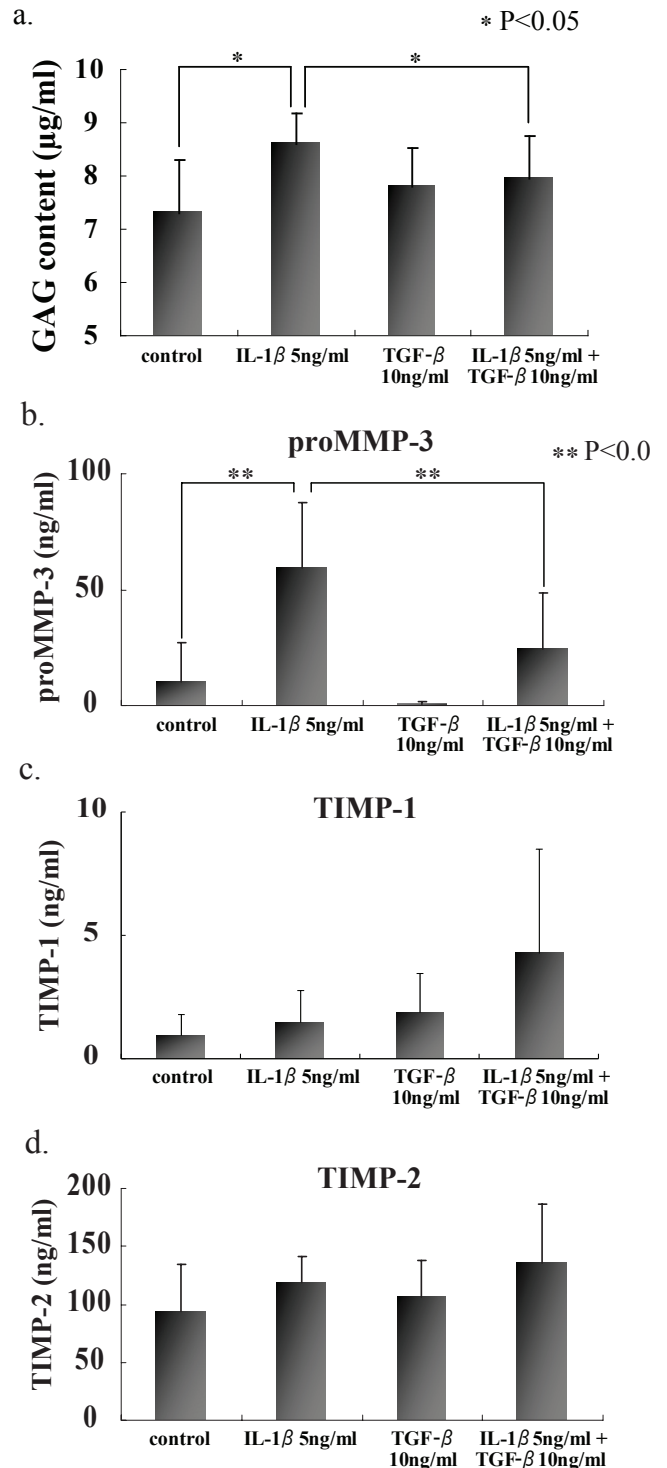 a.
* P<0.05
GAG content (μg/ml)
10
9
8
7
6
5
* *
control IL-1β 5ng/ml TGF-β 10ng/ml IL-1β 5ng/ml + TGF-β 10ng/ml
b.
proMMP-3
** P<0.0
proMMP-3 (ng/ml)
100
50
0
** **
control IL-1β 5ng/ml TGF-β 10ng/ml IL-1β 5ng/ml + TGF-β 10ng/ml
c.
TIMP-1
TIMP-1 (ng/ml)
10
5
0
control IL-1β 5ng/ml TGF-β 10ng/ml IL-1β 5ng/ml + TGF-β 10ng/ml
d.
TIMP-2
TIMP-2 (ng/ml)
200
150
100
50
0
control IL-1β 5ng/ml TGF-β 10ng/ml IL-1β 5ng/ml + TGF-β 10ng/ml